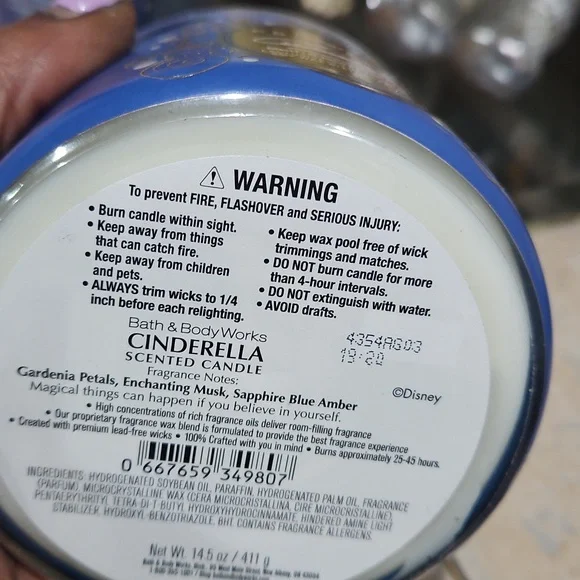 ⚠ WARNING
To prevent FIRE, FLASHOVER and SERIOUS INJURY:
• Burn candle within sight.
• Keep away from things
that can catch fire.
• Keep away from children
and pets.
• ALWAYS trim wicks to 1/4
inch before each relighting.
• Keep wax pool free of wick
trimmings and matches.
• DO NOT burn candle for more
than 4-hour intervals.
• DO NOT extinguish with water.
• AVOID drafts.
Bath & Body Works
CINDERELLA
SCENTED CANDLE
4354AG03
19:20
©Disney
Fragrance Notes:
Gardenia Petals, Enchanting Musk, Sapphire Blue Amber
Magical things can happen if you believe in yourself.
• High concentrations of rich fragrance oils deliver room-filling fragrance
• Our proprietary fragrance wax blend is formulated to provide the best fragrance experience
• Created with premium lead-free wicks • 100% Crafted with you in mind • Burns approximately 25-45 hours.
0 667659 349807
INGREDIENTS: HYDROGENATED SOYBEAN OIL, PARAFFIN, HYDROGENATED PALM OIL, FRAGRANCE
(PARFUM), MICROCRYSTALLINE WAX (CERA MICROCRISTALLINA, CIRE MICROCRISTALLINE),
PENTAERYTHRITYL TETRA-DI-T-BUTYL HYDROXYHYDROCINNAMATE, HINDERED AMINE LIGHT
STABILIZER, HYDROXYL-BENZOTRIAZOLE, BHT. CONTAINS FRAGRANCE ALLERGENS.
Net Wt. 14.5 oz / 411 g